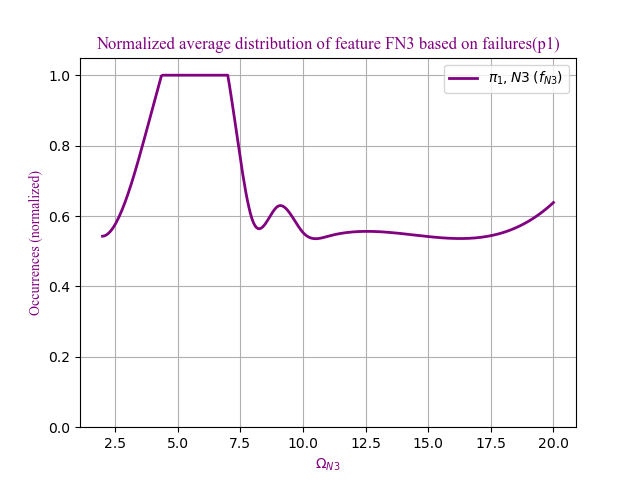 Normalized average distribution of feature FN3 based on failures(p1)
π1, N3 (fN3)
Occurrences (normalized)
1.0
0.8
0.6
0.4
0.2
0.0
2.5 5.0 7.5 10.0 12.5 15.0 17.5 20.0
ΩN3